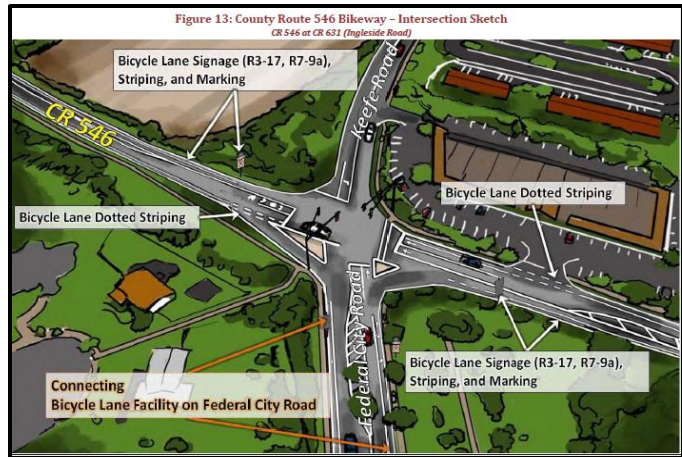 Figure 13: County Route 546 Bikeway – Intersection Sketch
CR 546 at CR 631 (Ingleside Road)
Bicycle Lane Signage (R3-17, R7-9a),
Striping, and Marking
Keefe Road
CR 546
Bicycle Lane Dotted Striping
Bicycle Lane Dotted Striping
Federal City Road
Bicycle Lane Signage (R3-17, R7-9a),
Striping, and Marking
Connecting
Bicycle Lane Facility on Federal City Road